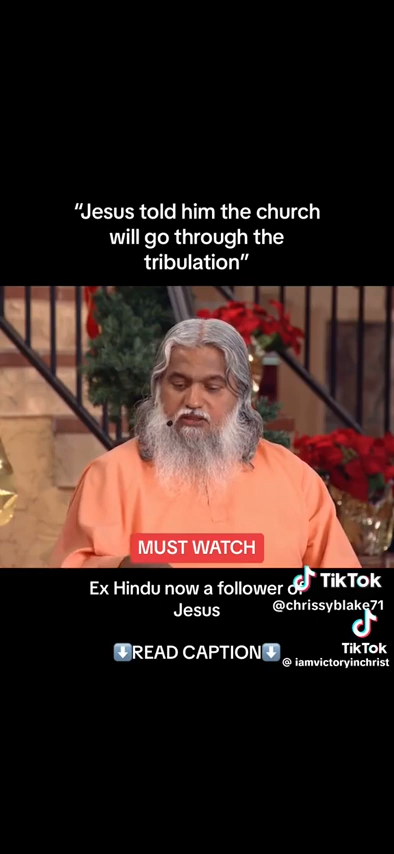 “Jesus told him the church
will go through the
tribulation”
MUST WATCH
Ex Hindu now a follower of
Jesus
TikTok
@chrissyblake71
⬇️READ CAPTION⬇️
TikTok
@ iamvictoryinchrist